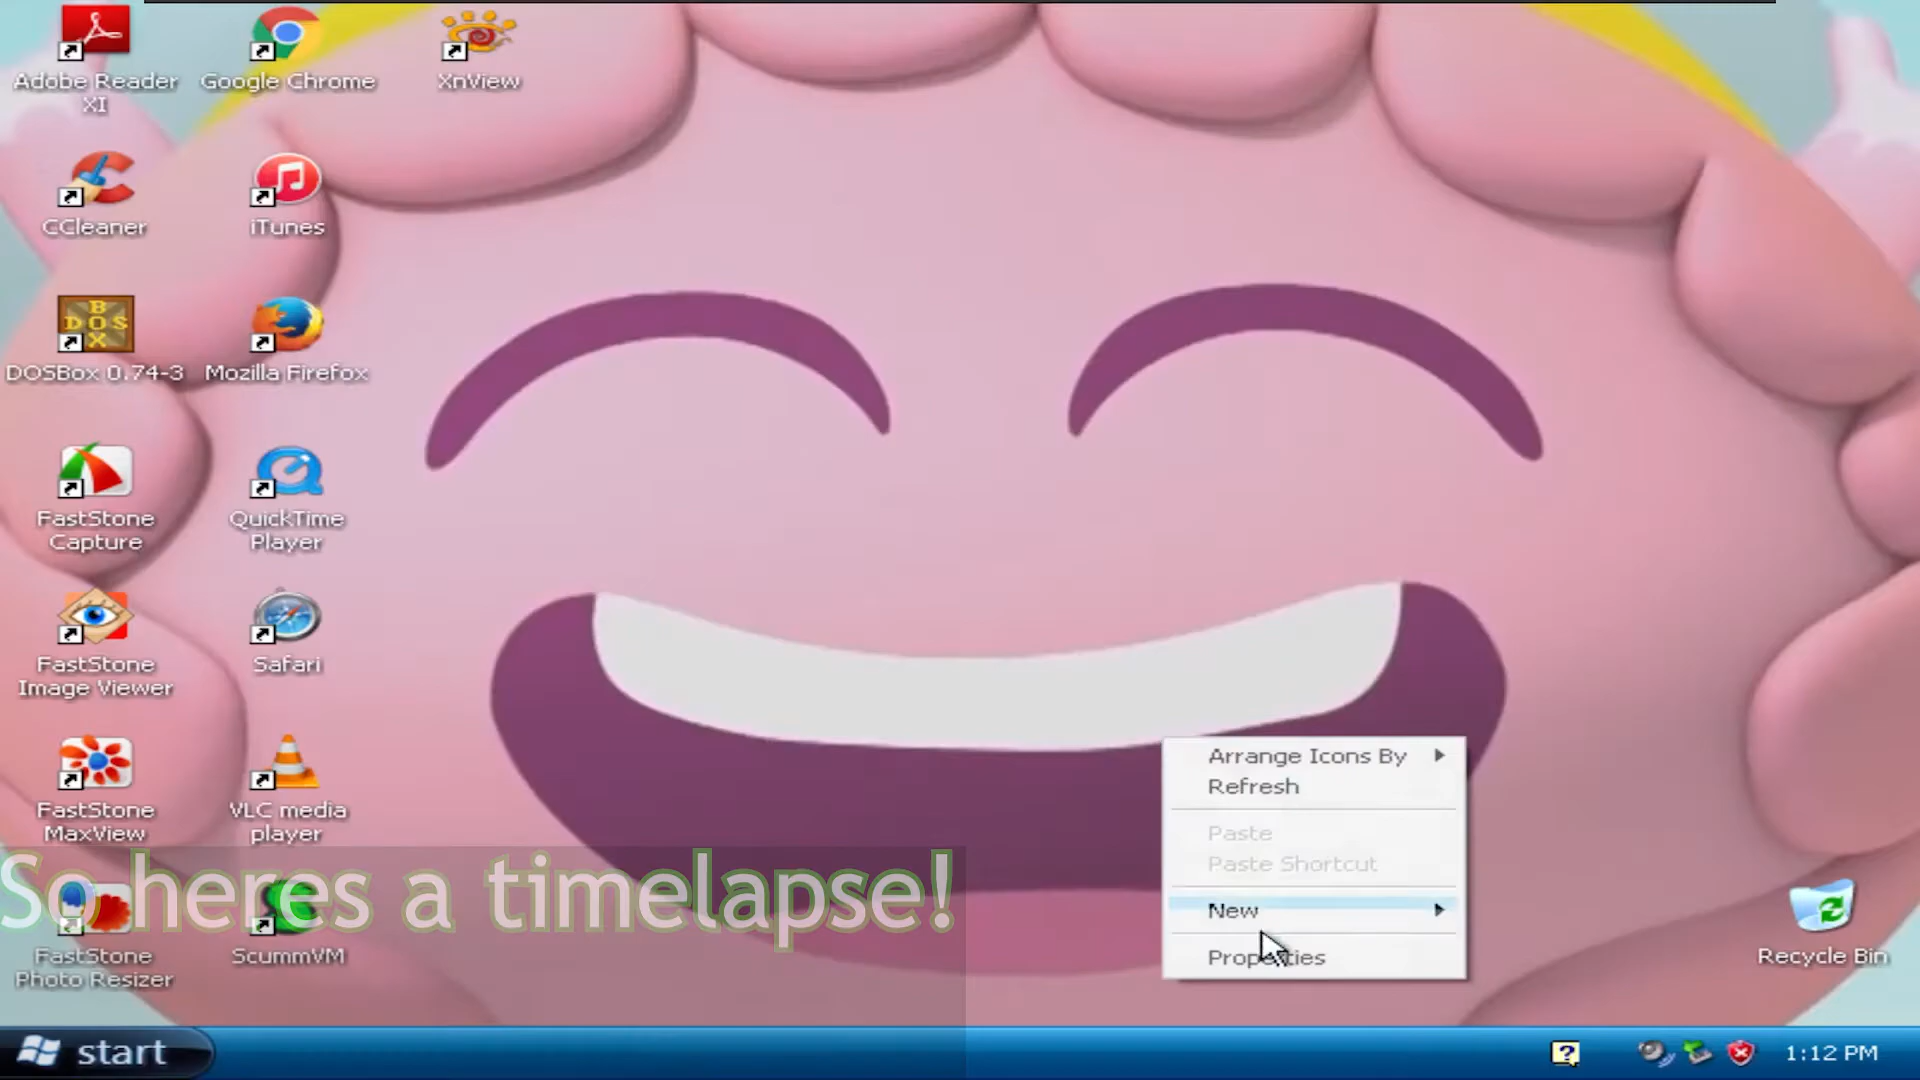 Adobe Reader
XI
Google Chrome
XnView
CCleaner
iTunes
BOX
DOS
DOSBox 0.74-3
Mozilla Firefox
FastStone
Capture
QuickTime
Player
FastStone
Image Viewer
Safari
FastStone
MaxView
VLC media
player
So heres a timelapse!
FastStone
Photo Resizer
ScummVM
Arrange Icons By
Refresh
Paste
Paste Shortcut
New
Properties
Recycle Bin
start
?
1:12 PM